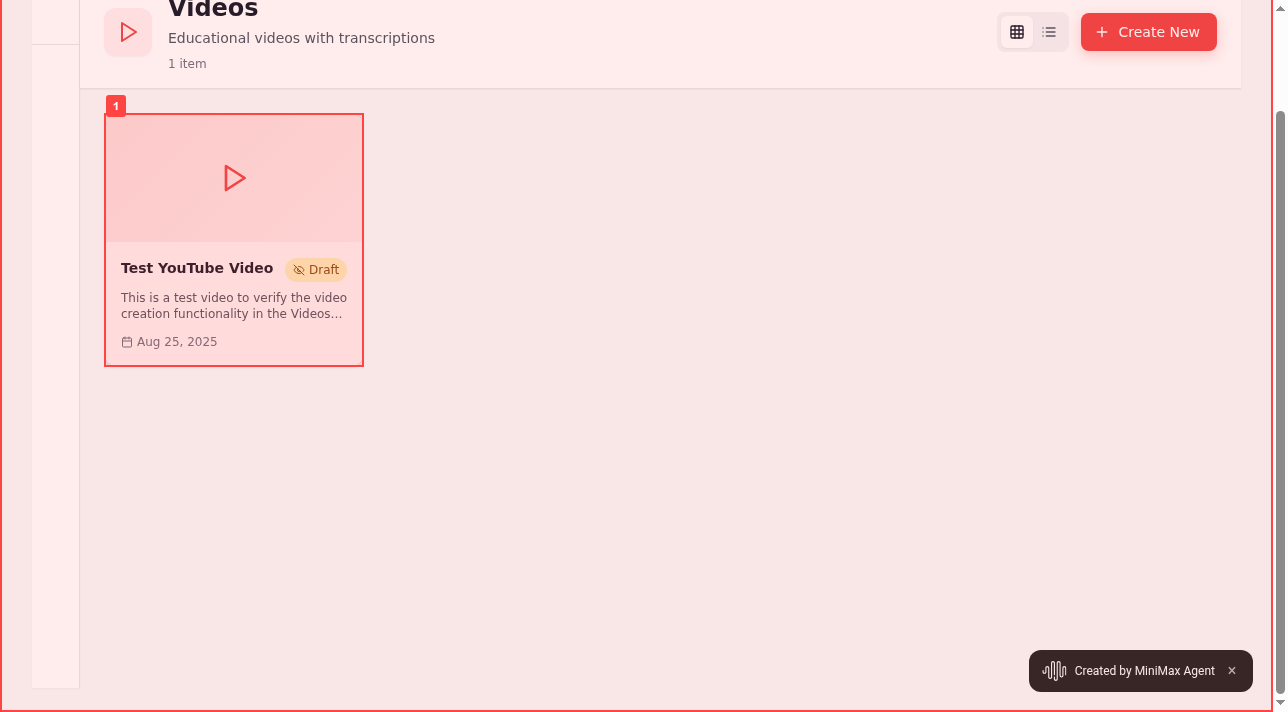 Videos
Educational videos with transcriptions
1 item
Create New
1
Test YouTube Video
Draft
This is a test video to verify the video
creation functionality in the Videos...
Aug 25, 2025
Created by MiniMax Agent